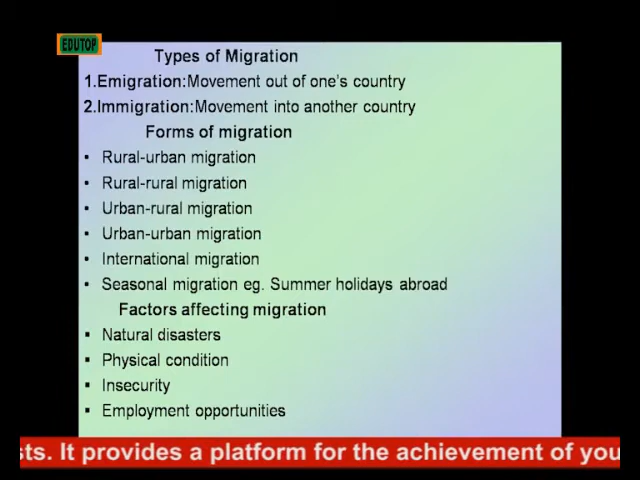 EDUTOP
Types of Migration
1.Emigration:Movement out of one's country
2.Immigration:Movement into another country
Forms of migration
• Rural-urban migration
• Rural-rural migration
• Urban-rural migration
• Urban-urban migration
• International migration
• Seasonal migration eg. Summer holidays abroad
Factors affecting migration
• Natural disasters
• Physical condition
• Insecurity
• Employment opportunities
sts. It provides a platform for the achievement of you